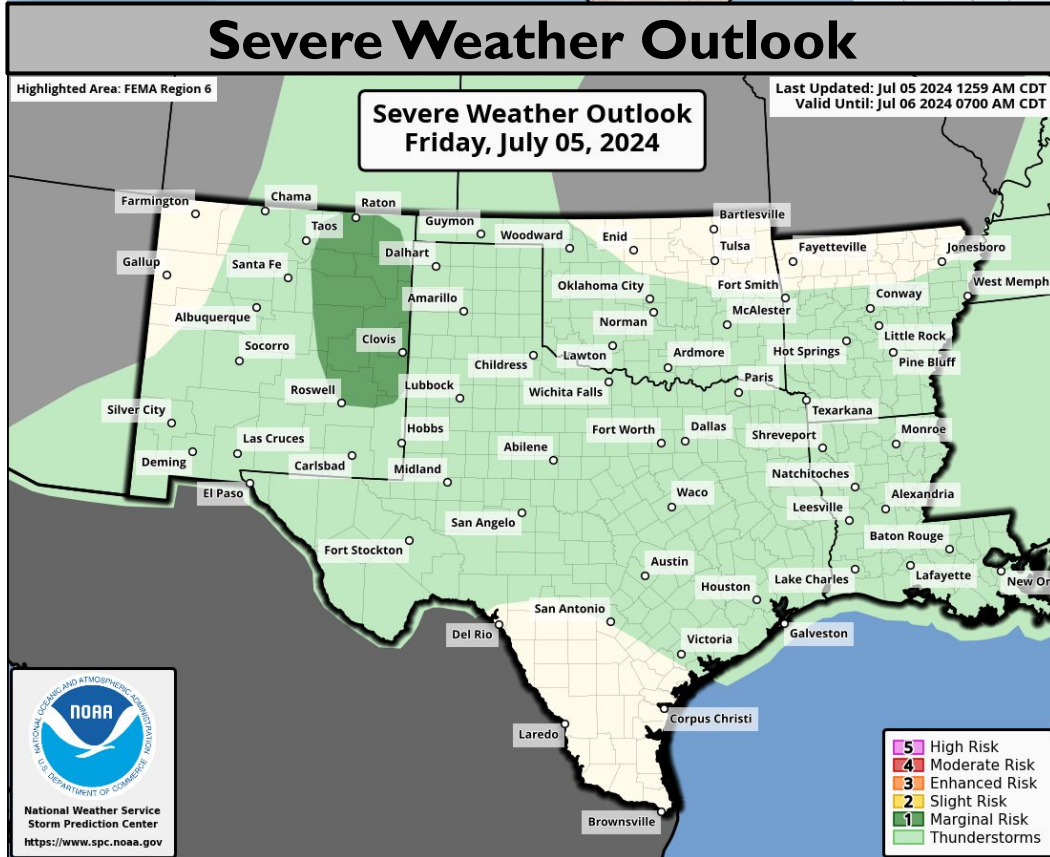 Severe Weather Outlook
Highlighted Area: FEMA Region 6
Last Updated: Jul 05 2024 1259 AM CDT
Valid Until: Jul 06 2024 0700 AM CDT
Severe Weather Outlook
Friday, July 05, 2024
Farmington
Chama
Raton
Taos
Guymon
Woodward
Enid
Bartlesville
Tulsa
Fayetteville
Jonesboro
Gallup
Santa Fe
Dalhart
Oklahoma City
Fort Smith
Conway
West Memph
Albuquerque
Amarillo
Norman
McAlester
Little Rock
Socorro
Clovis
Childress
Lawton
Ardmore
Hot Springs
Pine Bluff
Roswell
Lubbock
Wichita Falls
Paris
Texarkana
Silver City
Las Cruces
Hobbs
Fort Worth
Dallas
Shreveport
Monroe
Deming
Carlsbad
Midland
Abilene
Natchitoches
El Paso
San Angelo
Waco
Leesville
Alexandria
Fort Stockton
Baton Rouge
Austin
Houston
Lake Charles
Lafayette
New Or
San Antonio
Del Rio
Victoria
Galveston
Laredo
Corpus Christi
Brownsville
NATIONAL OCEANIC AND ATMOSPHERIC ADMINISTRATION
NOAA
U.S. DEPARTMENT OF COMMERCE
National Weather Service
Storm Prediction Center
https://www.spc.noaa.gov
5 High Risk
4 Moderate Risk
3 Enhanced Risk
2 Slight Risk
1 Marginal Risk
Thunderstorms